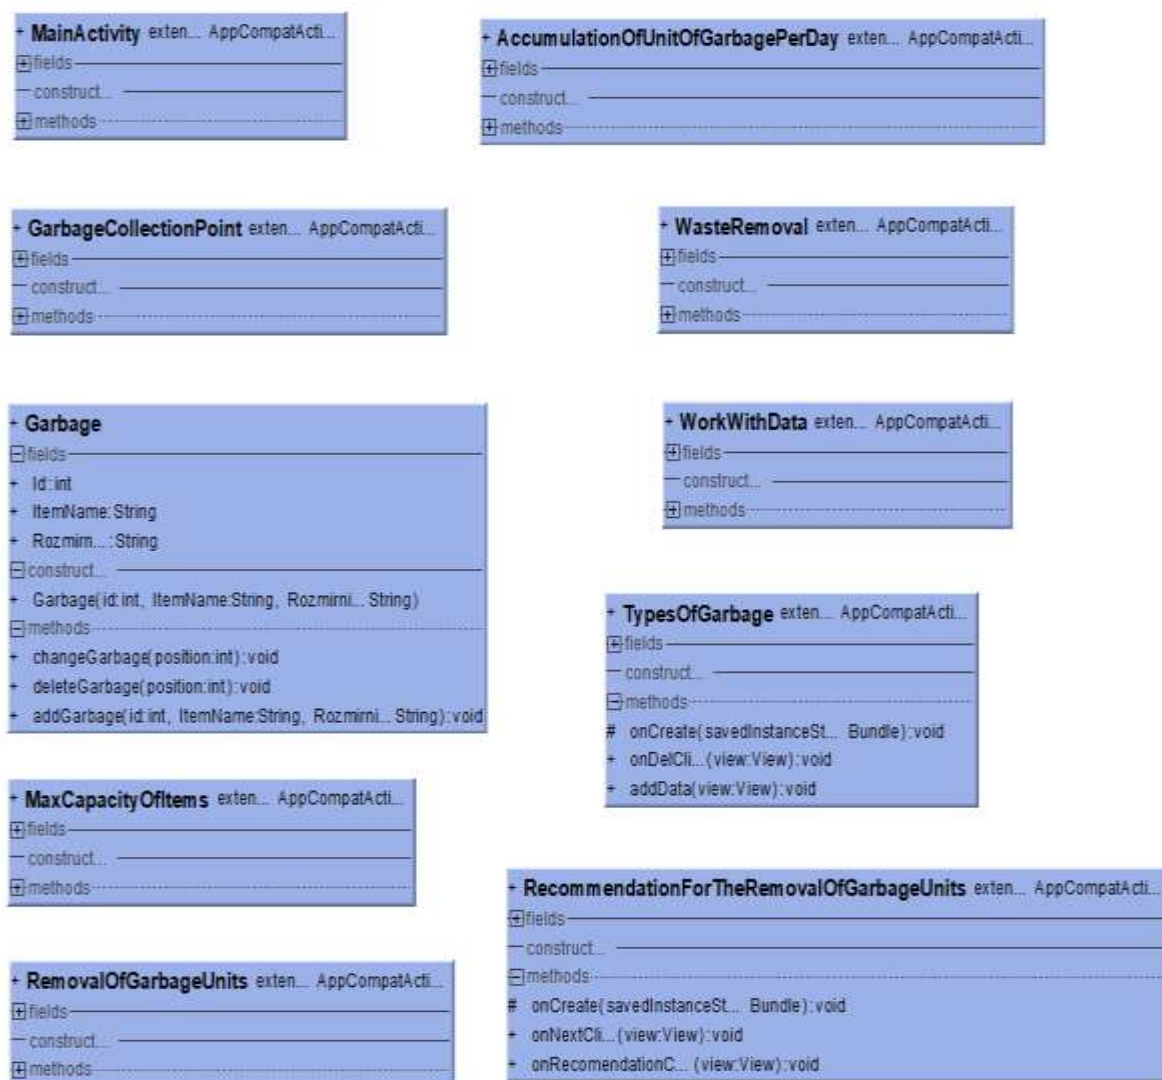 + MainActivity exten... AppCompatActi...
fields
construct...
methods
+ AccumulationOfUnitOfGarbagePerDay exten... AppCompatActi...
fields
construct...
methods
+ GarbageCollectionPoint exten... AppCompatActi...
fields
construct...
methods
+ WasteRemoval exten... AppCompatActi...
fields
construct...
methods
+ Garbage
fields
+ Id:int
+ ItemName:String
+ Rozmirn...:String
construct...
+ Garbage(id:int, ItemName:String, Rozmirni... String)
methods
+ changeGarbage(position:int):void
+ deleteGarbage(position:int):void
+ addGarbage(id:int, ItemName:String, Rozmirni... String):void
+ WorkWithData exten... AppCompatActi...
fields
construct...
methods
+ TypesOfGarbage exten... AppCompatActi...
fields
construct...
methods
# onCreate(savedInstanceSt... Bundle):void
+ onDelCli...(view:View):void
+ addData(view:View):void
+ MaxCapacityOfItems exten... AppCompatActi...
fields
construct...
methods
+ RecommendationForTheRemovalOfGarbageUnits exten... AppCompatActi...
fields
construct...
methods
# onCreate(savedInstanceSt... Bundle):void
+ onNextCli...(view:View):void
+ onRecomendationC... (view:View):void
+ RemovalOfGarbageUnits exten... AppCompatActi...
fields
construct...
methods